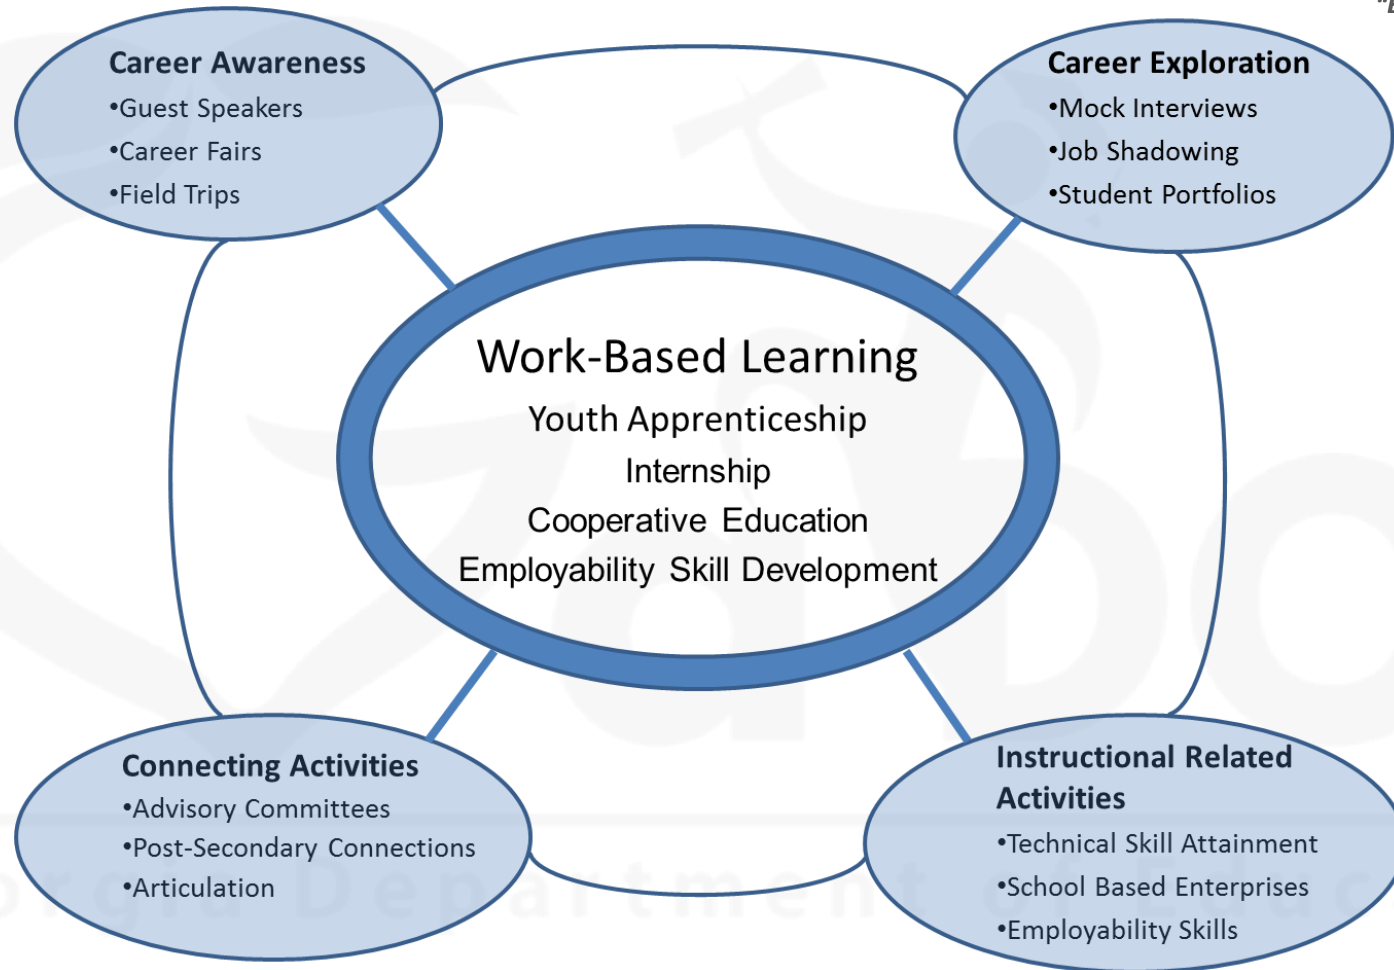 Career Awareness
•Guest Speakers
•Career Fairs
•Field Trips
Career Exploration
•Mock Interviews
•Job Shadowing
•Student Portfolios
Work-Based Learning
Youth Apprenticeship
Internship
Cooperative Education
Employability Skill Development
Connecting Activities
•Advisory Committees
•Post-Secondary Connections
•Articulation
Instructional Related
Activities
•Technical Skill Attainment
•School Based Enterprises
•Employability Skills
Department of